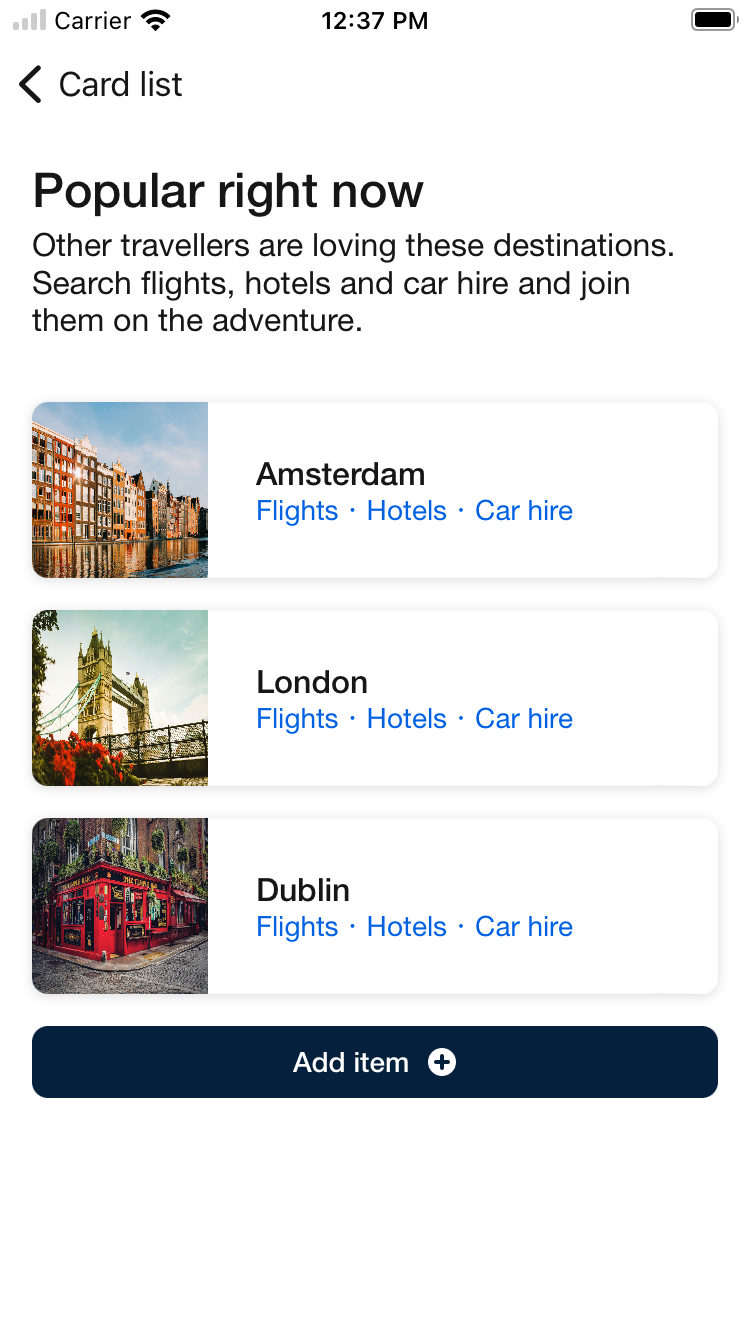 Carrier 12:37 PM
Card list
Popular right now
Other travellers are loving these destinations.
Search flights, hotels and car hire and join
them on the adventure.
Amsterdam
Flights · Hotels · Car hire
London
Flights · Hotels · Car hire
Dublin
Flights · Hotels · Car hire
Add item